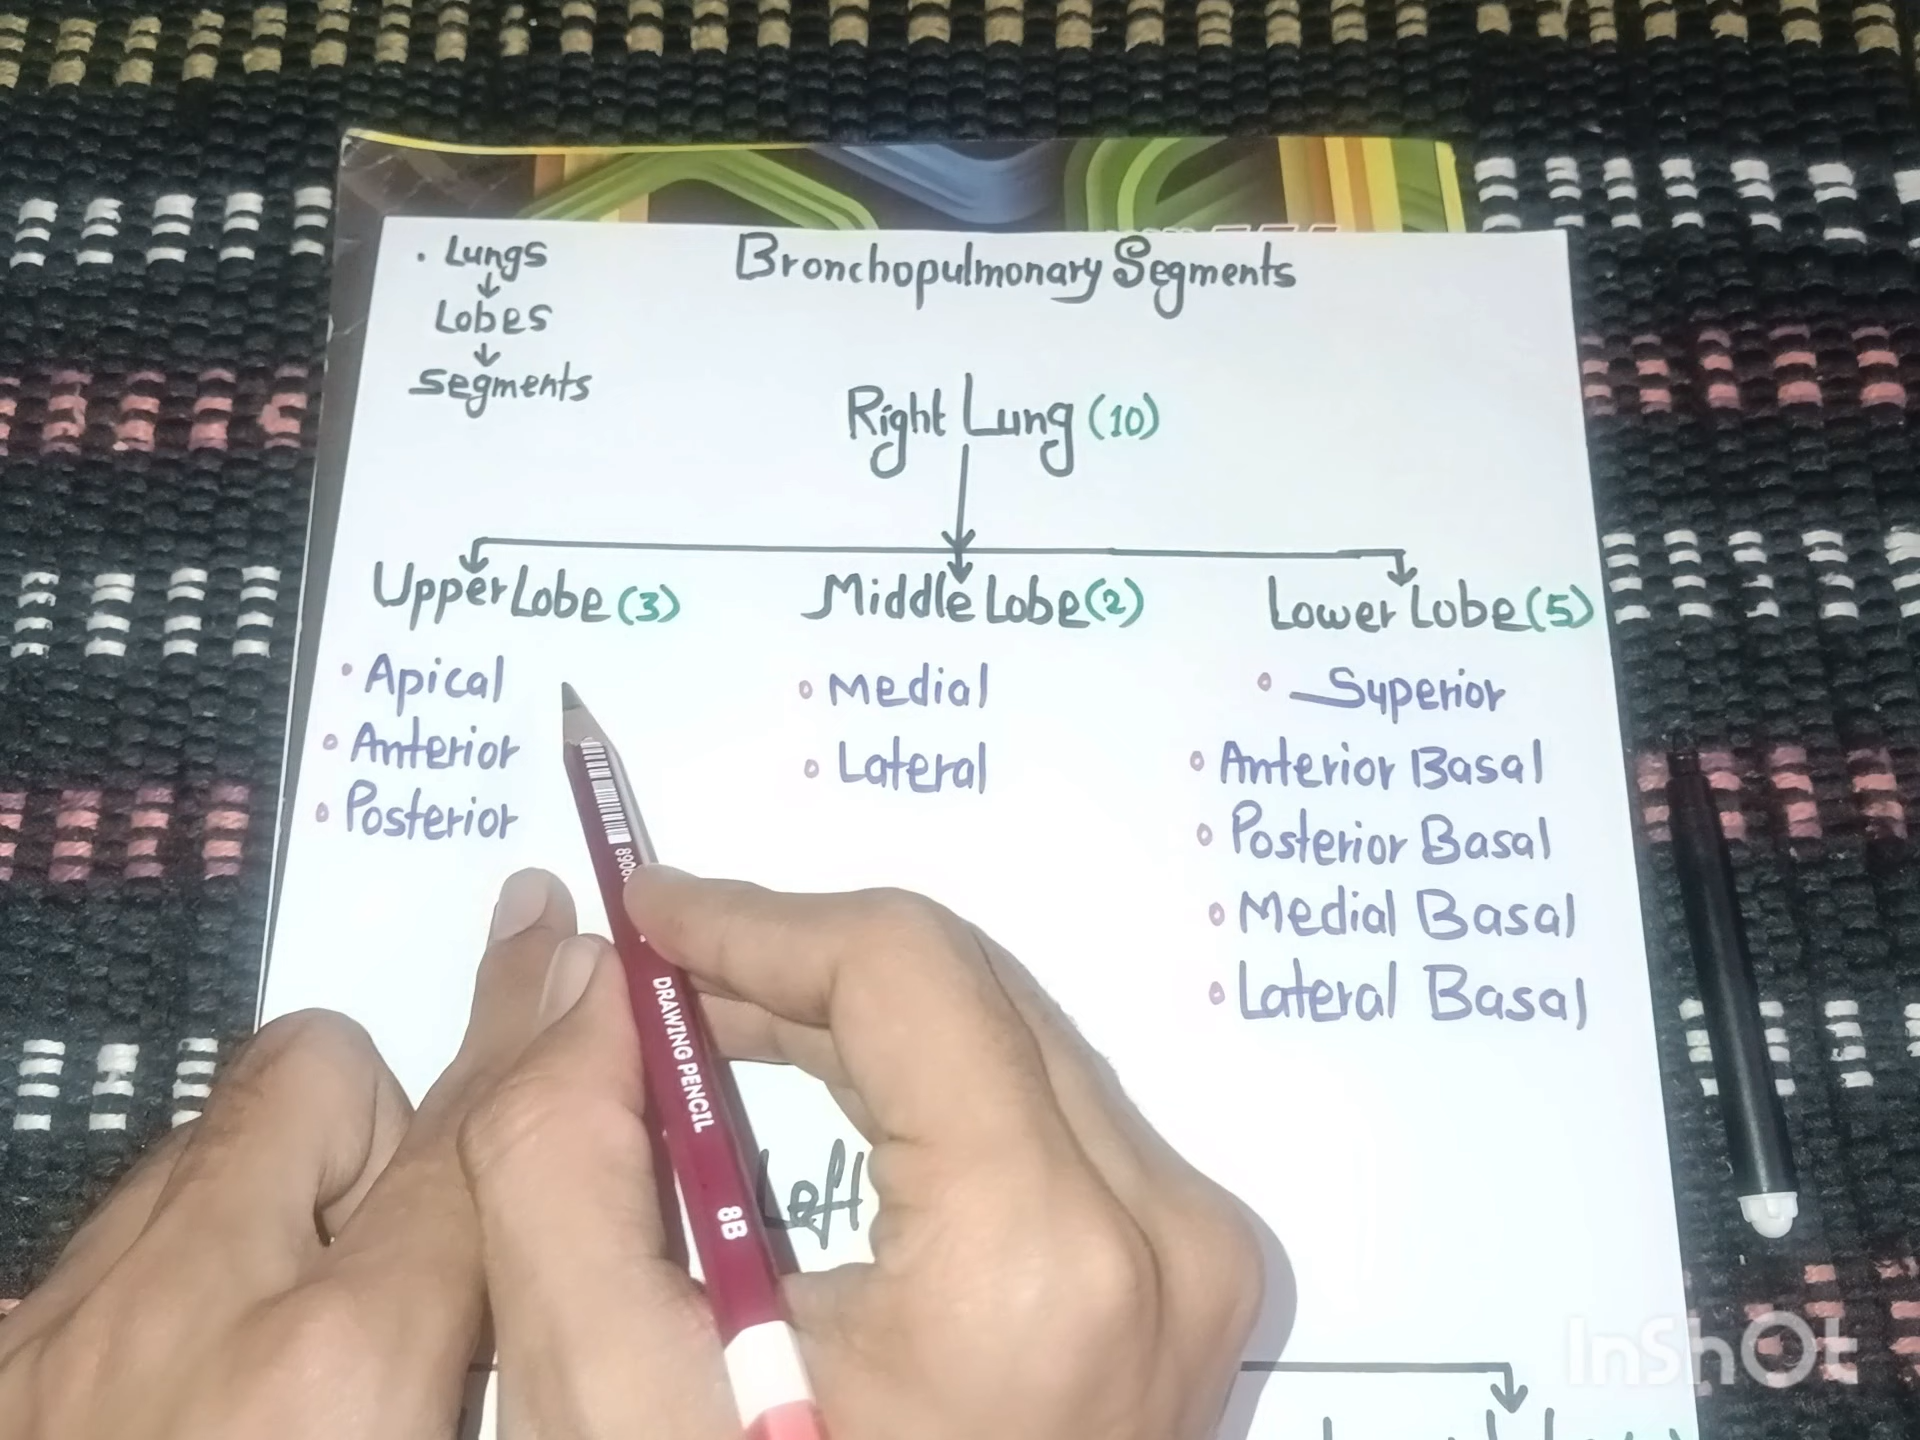 . Lungs
↓
Lobes
↓
Segments
Bronchopulmonary Segments
Right Lung (10)
Upper Lobe (3)
• Apical
• Anterior
• Posterior
Middle Lobe (2)
• Medial
• Lateral
Lower Lobe (5)
• Superior
• Anterior Basal
• Posterior Basal
• Medial Basal
• Lateral Basal
DRAWING PENCIL 8B
Left
InShOt